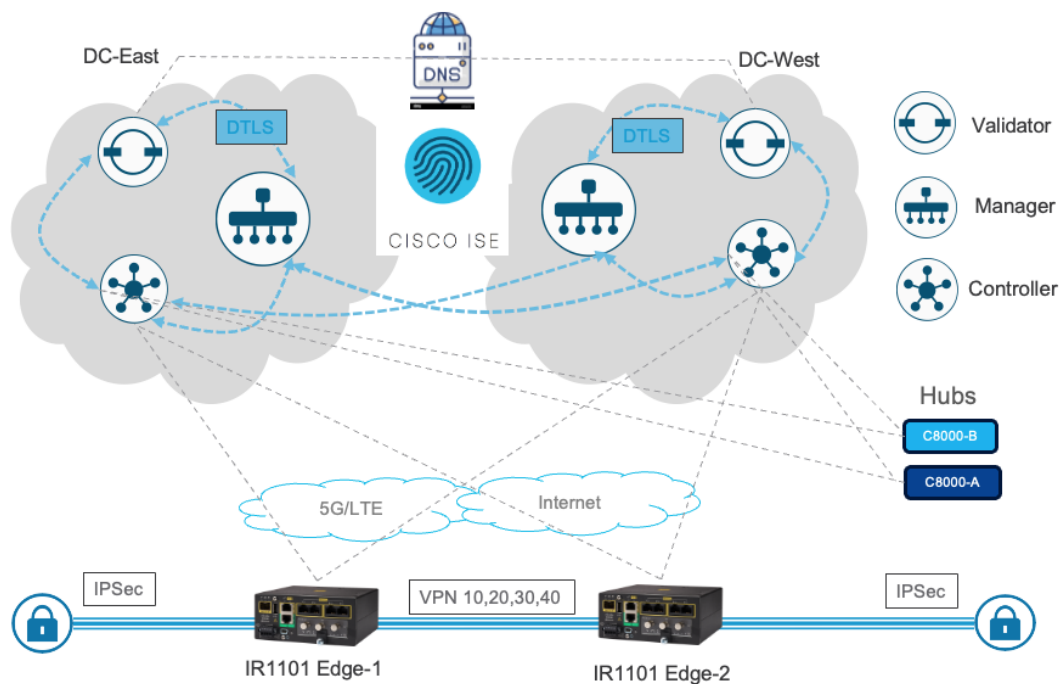 DC-East
DNS
DC-West
DTLS
DTLS
Validator
CISCO ISE
Manager
Controller
Hubs
C8000-B
C8000-A
5G/LTE
Internet
IPSec
VPN 10,20,30,40
IPSec
IR1101 Edge-1
IR1101 Edge-2